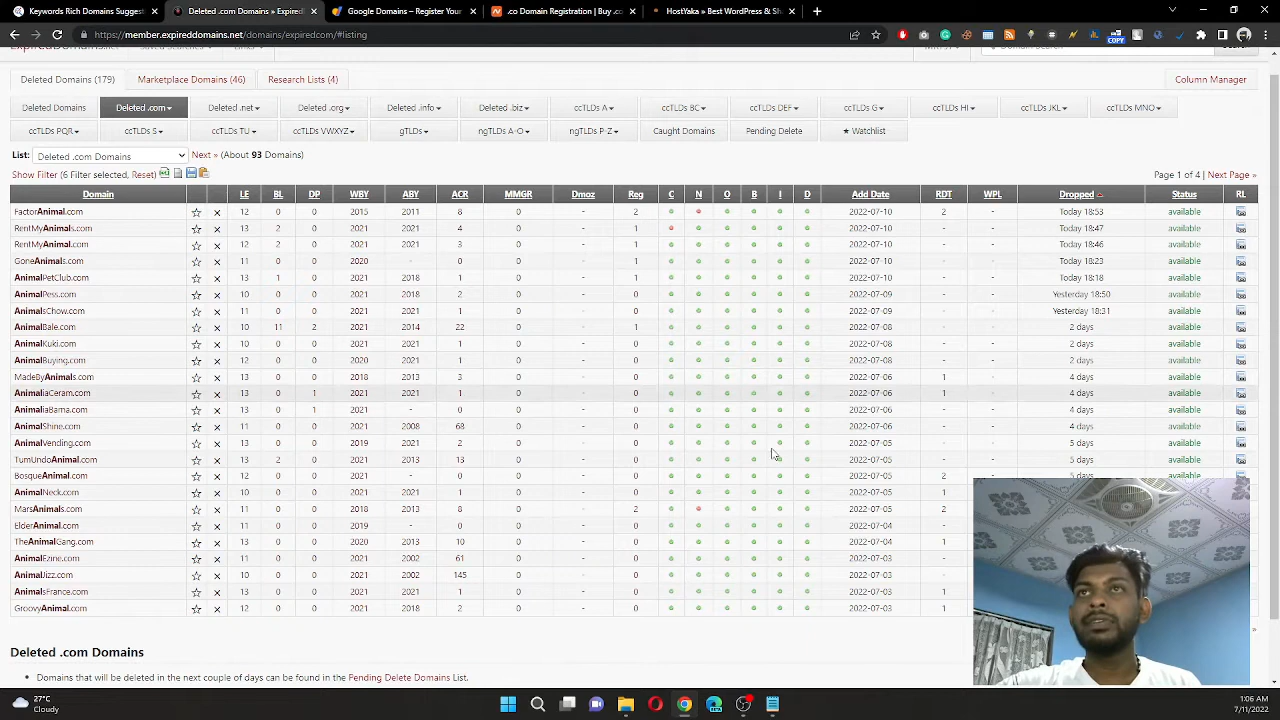 Keywords Rich Domains Suggest
Deleted .com Domains » Expired
Google Domains – Register Your
.co Domain Registration | Buy .co
HostYaka » Best WordPress & Sh
https://member.expireddomains.net/domains/expiredcom/#listing
COPY
Deleted Domains (179) Marketplace Domains (46) Research Lists (4) Column Manager
Deleted Domains Deleted .com Deleted .net Deleted .org Deleted .info Deleted .biz ccTLDs A ccTLDs BC ccTLDs DEF ccTLDs G ccTLDs HI ccTLDs JKL ccTLDs MNO
ccTLDs PQR ccTLDs S ccTLDs TU ccTLDs VWXYZ gTLDs ngTLDs A-O ngTLDs P-Z Caught Domains Pending Delete ★ Watchlist
List: Deleted .com Domains Next » (About 93 Domains)
Show Filter (6 Filter selected, Reset) Page 1 of 4 | Next Page »
Domain LE BL DP WBY ABY ACR MMGR Dmoz Reg C N O B I D Add Date RDT WPL Dropped Status RL
FactorAnimal.com 12 0 0 2015 2011 8 0 - 2 2022-07-10 2 - Today 18:53 available
RentMyAnimals.com 13 2 0 2021 2021 4 0 - 1 2022-07-10 - - Today 18:47 available
RentMyAnimal.com 12 2 0 2021 2021 3 0 - 1 2022-07-10 - - Today 18:46 available
GoneAnimals.com 11 0 0 2020 - 0 0 - 1 2022-07-10 - - Today 18:23 available
AnimalPetClub.com 13 1 0 2021 2018 1 0 - 1 2022-07-10 - - Today 18:18 available
AnimalPess.com 10 0 0 2021 2018 2 0 - 0 2022-07-09 - - Yesterday 18:50 available
AnimalsChow.com 11 0 0 2021 2021 1 0 - 0 2022-07-09 - - Yesterday 18:31 available
AnimalBale.com 10 11 2 2021 2014 22 0 - 1 2022-07-08 - - 2 days available
AnimalKuki.com 10 0 0 2021 2021 1 0 - 0 2022-07-08 - - 2 days available
AnimalBuying.com 12 0 0 2020 2021 1 0 - 0 2022-07-08 - - 2 days available
MadeByAnimals.com 13 0 0 2018 2013 3 0 - 0 2022-07-06 1 - 4 days available
AnimaliaCeram.com 13 0 1 2021 2021 1 0 - 0 2022-07-06 1 - 4 days available
AnimaliaBama.com 12 0 1 2021 - 0 0 - 0 2022-07-06 - - 4 days available
AnimalShine.com 11 0 0 2021 2008 68 0 - 0 2022-07-06 - - 4 days available
AnimalVending.com 13 0 0 2019 2021 2 0 - 0 2022-07-05 - - 5 days available
TumUndoAnimal.com 13 2 0 2021 2013 13 0 - 0 2022-07-05 - - 5 days available
BosqueAnimal.com 12 0 0 2021 - 0 0 - 0 2022-07-05 2 - 5 days available
AnimalNeck.com 10 0 0 2021 2021 1 0 - 0 2022-07-05 1
MarsAnimals.com 11 0 0 2018 2013 8 0 - 2 2022-07-05 2
ElderAnimal.com 11 0 0 2019 - 0 0 - 0 2022-07-04 -
TheAnimalGang.com 13 0 0 2020 2013 10 0 - 0 2022-07-04 1
11 0 0 2021 2002 61 0 - 0 2022-07-03 -
AnimalJizz.com 10 0 0 2021 2002 145 0 - 0 2022-07-03 -
AnimalsFrance.com 13 0 0 2021 2021 1 0 - 0 2022-07-03 1
GroovyAnimal.com 12 0 0 2021 2018 2 0 - 0 2022-07-03 1
Deleted .com Domains
Domains that will be deleted in the next couple of days can be found in the Pending Delete Domains List.
27°C
Cloudy
1:06 AM
7/11/2022